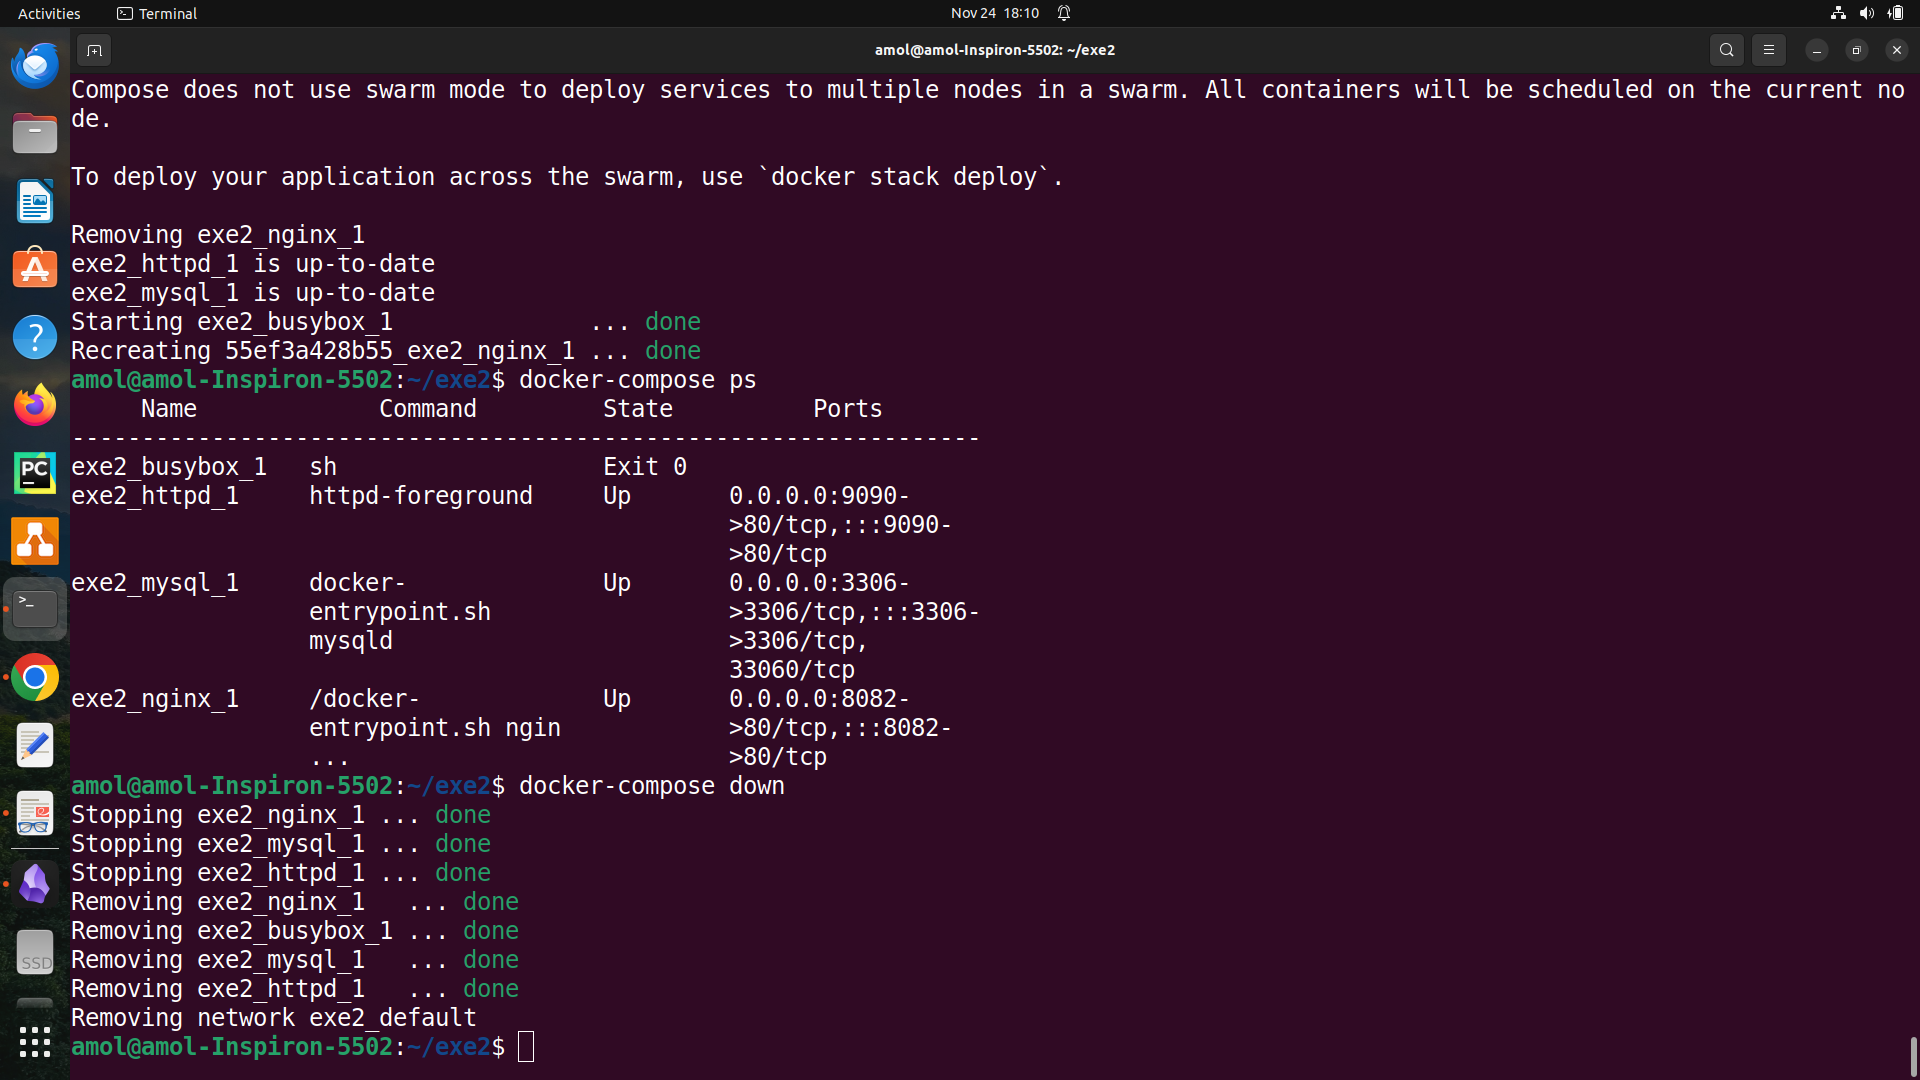 Activities Terminal Nov 24 18:10
amol@amol-Inspiron-5502: ~/exe2
Compose does not use swarm mode to deploy services to multiple nodes in a swarm. All containers will be scheduled on the current no
de.
To deploy your application across the swarm, use `docker stack deploy`.
Removing exe2_nginx_1
exe2_httpd_1 is up-to-date
exe2_mysql_1 is up-to-date
Starting exe2_busybox_1              ... done
Recreating 55ef3a428b55_exe2_nginx_1 ... done
amol@amol-Inspiron-5502:~/exe2$ docker-compose ps
     Name             Command         State          Ports
-----------------------------------------------------------------
exe2_busybox_1   sh                   Exit 0
exe2_httpd_1     httpd-foreground     Up       0.0.0.0:9090-
                                               >80/tcp,:::9090-
                                               >80/tcp
exe2_mysql_1     docker-              Up       0.0.0.0:3306-
                 entrypoint.sh                 >3306/tcp,:::3306-
                 mysqld                        >3306/tcp,
                                               33060/tcp
exe2_nginx_1     /docker-             Up       0.0.0.0:8082-
                 entrypoint.sh ngin            >80/tcp,:::8082-
                 ...                           >80/tcp
amol@amol-Inspiron-5502:~/exe2$ docker-compose down
Stopping exe2_nginx_1 ... done
Stopping exe2_mysql_1 ... done
Stopping exe2_httpd_1 ... done
Removing exe2_nginx_1   ... done
Removing exe2_busybox_1 ... done
Removing exe2_mysql_1   ... done
Removing exe2_httpd_1   ... done
Removing network exe2_default
amol@amol-Inspiron-5502:~/exe2$
?
PC
>_
SSD